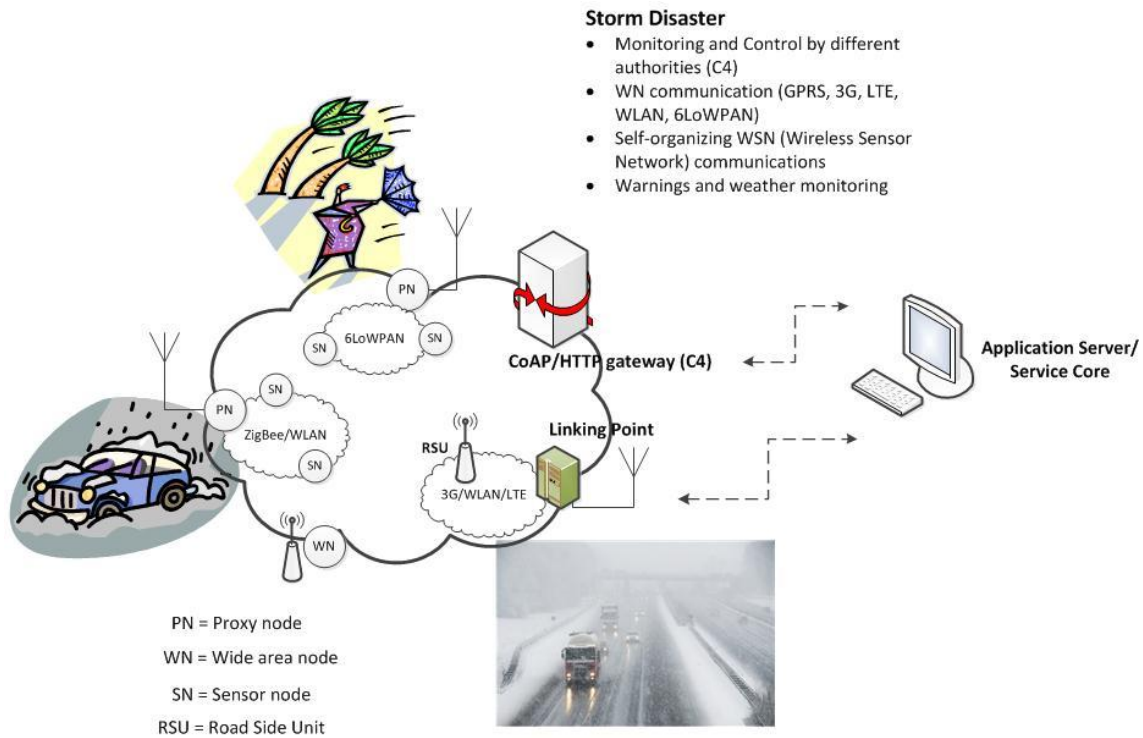 Storm Disaster
• Monitoring and Control by different
authorities (C4)
• WN communication (GPRS, 3G, LTE,
WLAN, 6LoWPAN)
• Self-organizing WSN (Wireless Sensor
Network) communications
• Warnings and weather monitoring
PN
6LoWPAN
SN
SN
CoAP/HTTP gateway (C4)
Application Server/
Service Core
SN
PN
ZigBee/WLAN
SN
Linking Point
RSU
3G/WLAN/LTE
WN
PN = Proxy node
WN = Wide area node
SN = Sensor node
RSU = Road Side Unit